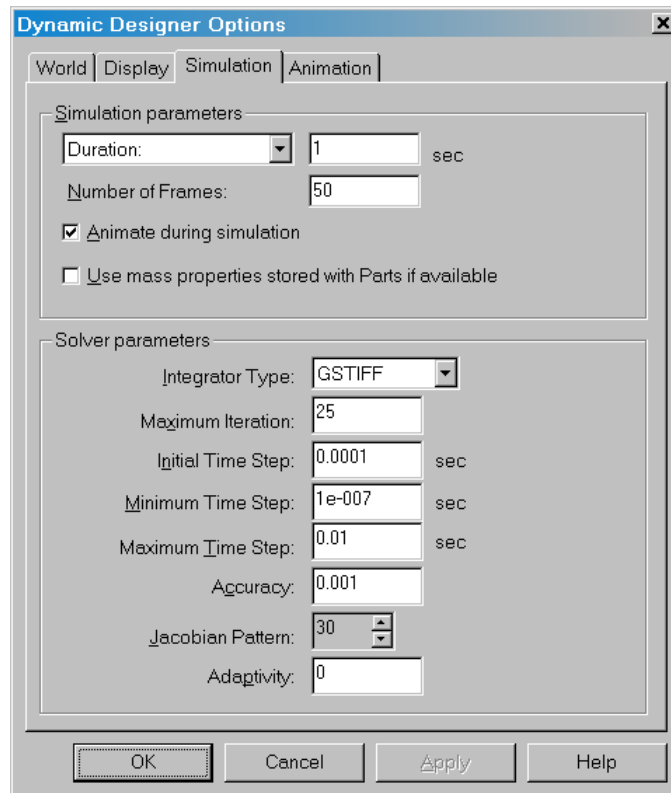 Dynamic Designer Options
World Display Simulation Animation
Simulation parameters
Duration: 1 sec
Number of Frames: 50
Animate during simulation
Use mass properties stored with Parts if available
Solver parameters
Integrator Type: GSTIFF
Maximum Iteration: 25
Initial Time Step: 0.0001 sec
Minimum Time Step: 1e-007 sec
Maximum Time Step: 0.01 sec
Accuracy: 0.001
Jacobian Pattern: 30
Adaptivity: 0
OK Cancel Apply Help